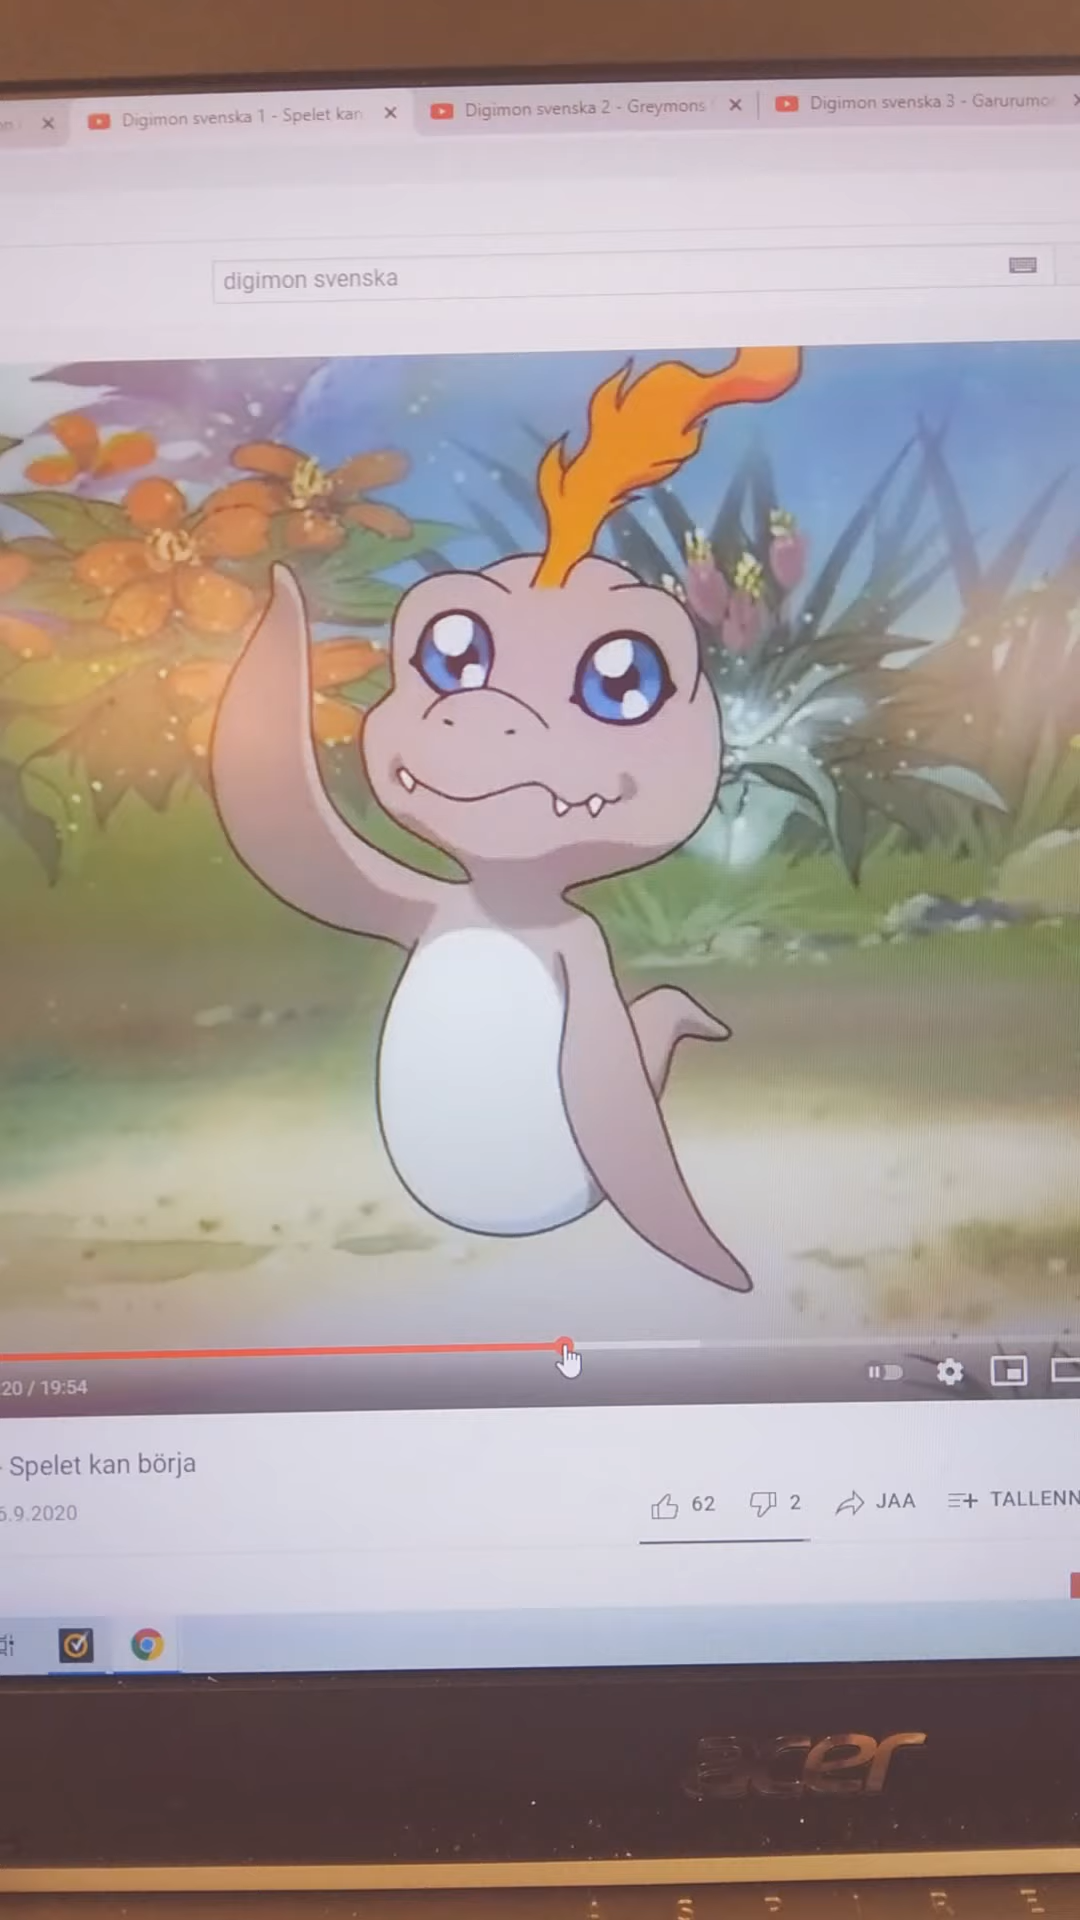 Digimon svenska 1 - Spelet kan
Digimon svenska 2 - Greymons
Digimon svenska 3 - Garurumo
digimon svenska
20 / 19:54
- Spelet kan börja
6.9.2020
62
2
JAA
TALLENN
acer
A S P I R E